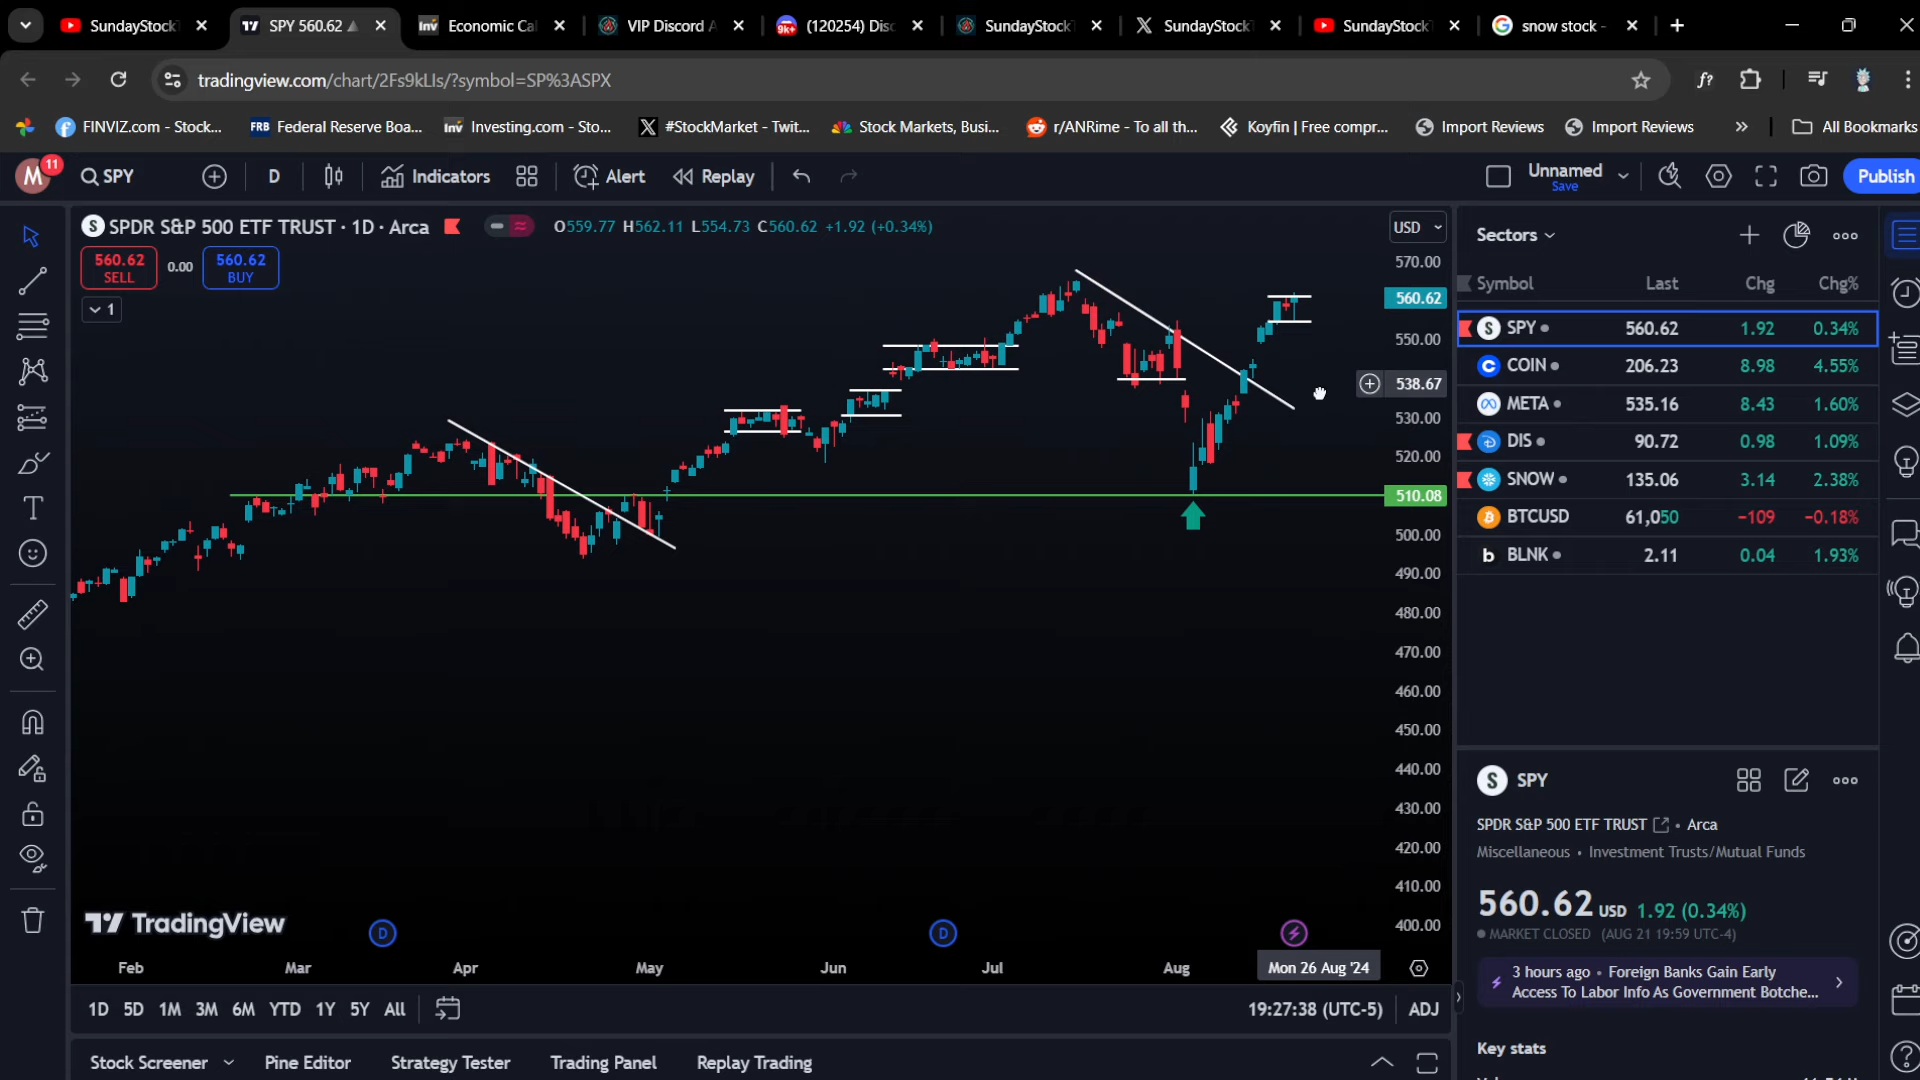 SundayStock
SPY 560.62
Economic Ca
VIP Discord A
(120254) Disc
SundayStock
SundayStock
SundayStock
snow stock -
tradingview.com/chart/2Fs9kLIs/?symbol=SP%3ASPX
FINVIZ.com - Stock...
Federal Reserve Boa...
Investing.com - Sto...
#StockMarket - Twit...
Stock Markets, Busi...
r/ANRime - To all th...
Koyfin | Free compr...
Import Reviews
Import Reviews
All Bookmarks
M 11
SPY
D
Indicators
Alert
Replay
Unnamed
Save
Publish
SPDR S&P 500 ETF TRUST · 1D · Arca
O559.77 H562.11 L554.73 C560.62 +1.92 (+0.34%)
USD
560.62
SELL
0.00
560.62
BUY
1
570.00
560.62
550.00
538.67
530.00
520.00
510.08
500.00
490.00
480.00
470.00
460.00
450.00
440.00
430.00
420.00
410.00
400.00
Sectors
Symbol Last Chg Chg%
SPY 560.62 1.92 0.34%
COIN 206.23 8.98 4.55%
META 535.16 8.43 1.60%
DIS 90.72 0.98 1.09%
SNOW 135.06 3.14 2.38%
BTCUSD 61,050 −109 −0.18%
BLNK 2.11 0.04 1.93%
SPY
SPDR S&P 500 ETF TRUST • Arca
Miscellaneous • Investment Trusts/Mutual Funds
560.62 USD 1.92 (0.34%)
MARKET CLOSED (AUG 21 19:59 UTC-4)
3 hours ago • Foreign Banks Gain Early
Access To Labor Info As Government Botche...
Key stats
TradingView
D
D
Feb Mar Apr May Jun Jul Aug Mon 26 Aug '24
1D 5D 1M 3M 6M YTD 1Y 5Y All
19:27:38 (UTC-5) ADJ
Stock Screener Pine Editor Strategy Tester Trading Panel Replay Trading